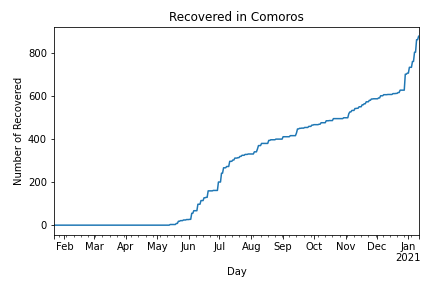 Recovered in Comoros
Number of Recovered
800
600
400
200
0
Feb Mar Apr May Jun Jul Aug Sep Oct Nov Dec Jan
2021
Day